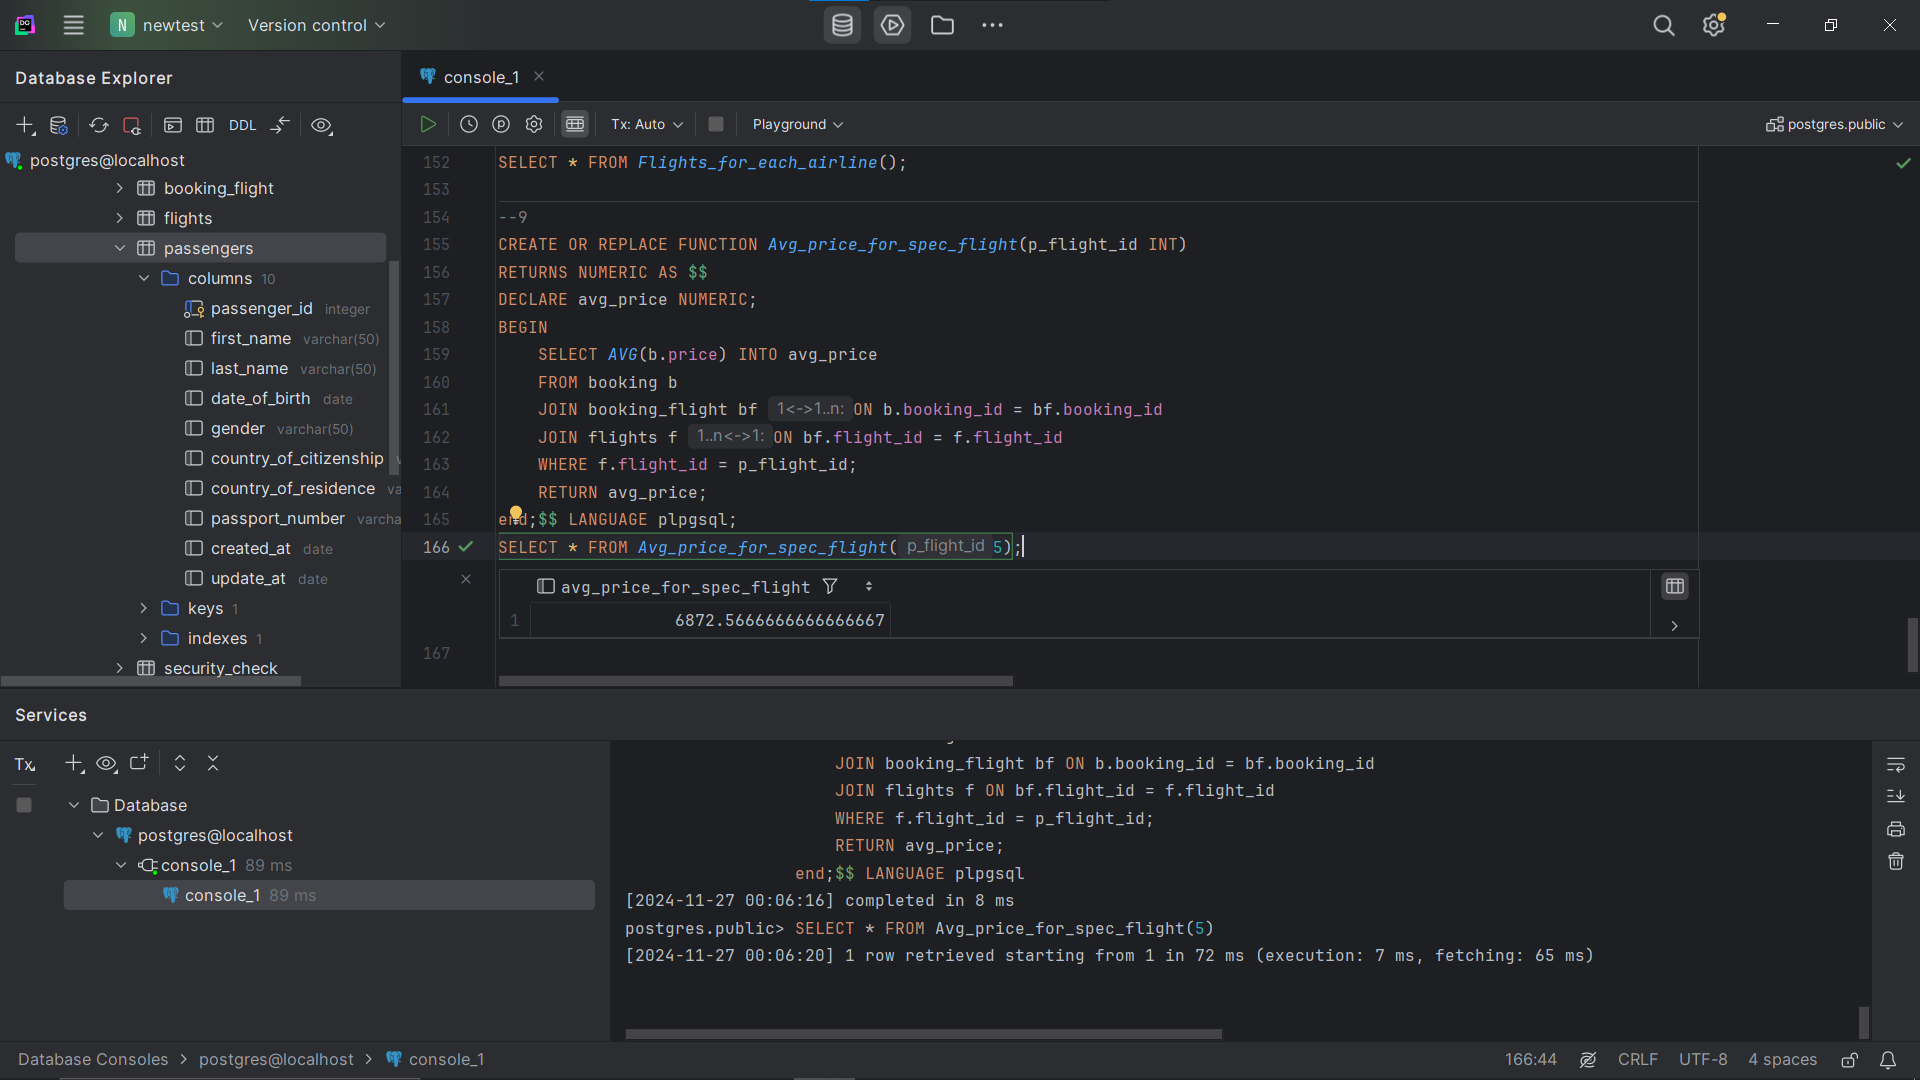 N newtest Version control
Database Explorer
console_1
DDL
Tx: Auto
Playground
postgres.public
postgres@localhost
booking_flight
flights
passengers
columns 10
passenger_id integer
first_name varchar(50)
last_name varchar(50)
date_of_birth date
gender varchar(50)
country_of_citizenship
country_of_residence va
passport_number varcha
created_at date
update_at date
keys 1
indexes 1
security_check
152 SELECT * FROM Flights_for_each_airline();
153
154 --9
155 CREATE OR REPLACE FUNCTION Avg_price_for_spec_flight(p_flight_id INT)
156 RETURNS NUMERIC AS $$
157 DECLARE avg_price NUMERIC;
158 BEGIN
159 SELECT AVG(b.price) INTO avg_price
160 FROM booking b
161 JOIN booking_flight bf 1<->1..n: ON b.booking_id = bf.booking_id
162 JOIN flights f 1..n<->1: ON bf.flight_id = f.flight_id
163 WHERE f.flight_id = p_flight_id;
164 RETURN avg_price;
165 end;$$ LANGUAGE plpgsql;
166 SELECT * FROM Avg_price_for_spec_flight( p_flight_id 5);
avg_price_for_spec_flight
1 6872.5666666666666667
167
Services
Tx
Database
postgres@localhost
console_1 89 ms
console_1 89 ms
JOIN booking_flight bf ON b.booking_id = bf.booking_id
JOIN flights f ON bf.flight_id = f.flight_id
WHERE f.flight_id = p_flight_id;
RETURN avg_price;
end;$$ LANGUAGE plpgsql
[2024-11-27 00:06:16] completed in 8 ms
postgres.public> SELECT * FROM Avg_price_for_spec_flight(5)
[2024-11-27 00:06:20] 1 row retrieved starting from 1 in 72 ms (execution: 7 ms, fetching: 65 ms)
Database Consoles > postgres@localhost > console_1
166:44 CRLF UTF-8 4 spaces